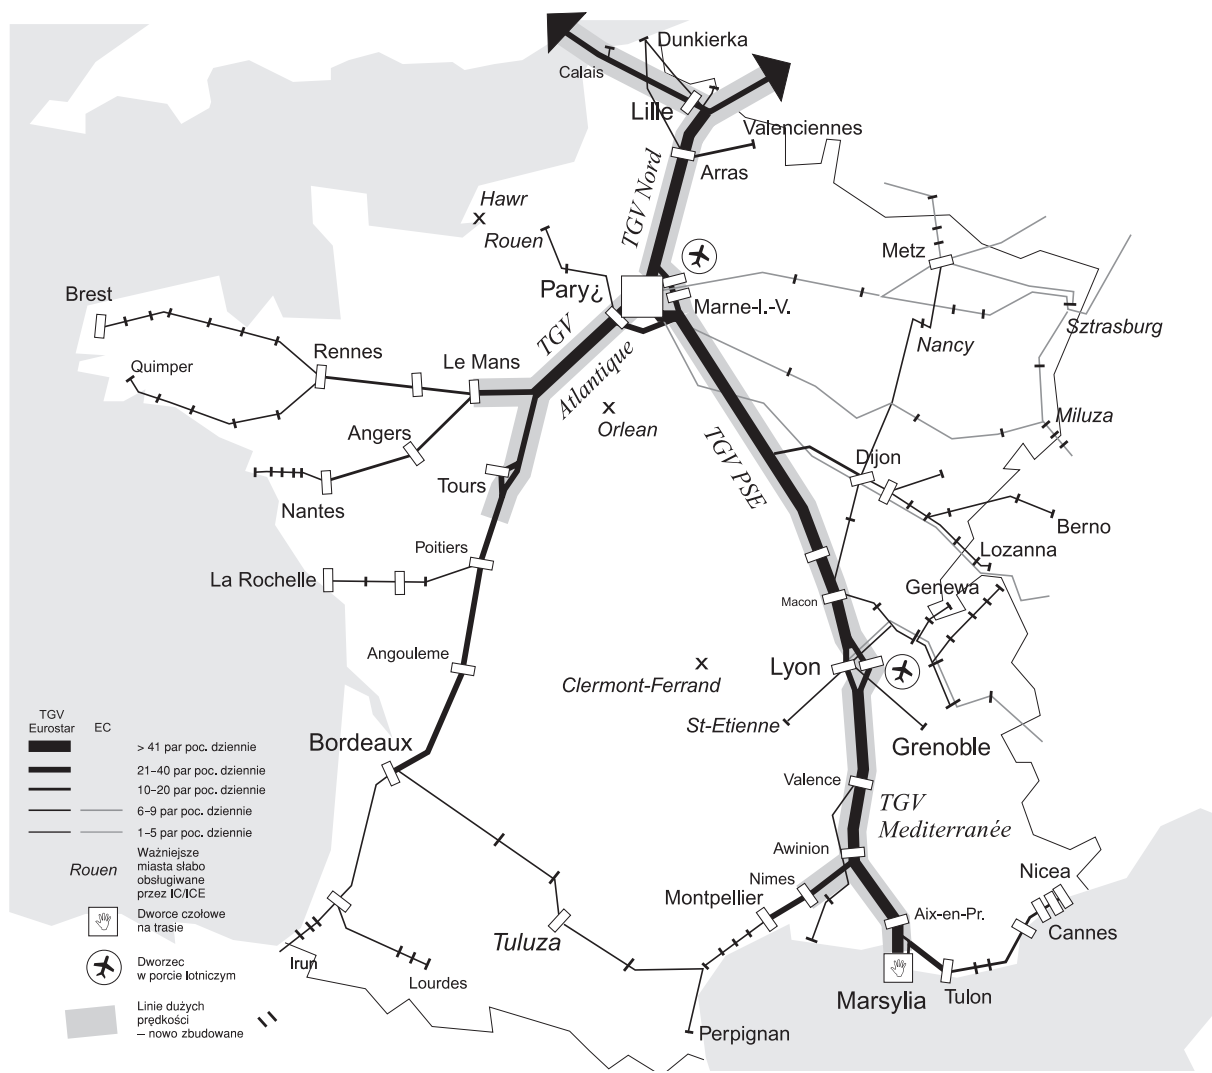 Dunkierka
Calais
Lille
Valenciennes
Arras
TGV Nord
Hawr
Rouen
Metz
Pary¿
Marne-l.-V.
Sztrasburg
Nancy
Brest
TGV
Atlantique
Rennes
Le Mans
Quimper
Orlean
Miluza
Angers
TGV PSE
Dijon
Tours
Nantes
Berno
Lozanna
Poitiers
La Rochelle
Genewa
Macon
Angouleme
Lyon
Clermont-Ferrand
St-Etienne
Grenoble
Bordeaux
Valence
TGV
Mediterranée
Awinion
Nimes
Montpellier
Nicea
Aix-en-Pr.
Cannes
Tuluza
Irun
Lourdes
Marsylia
Tulon
Perpignan
TGV
Eurostar
EC
> 41 par poc. dziennie
21–40 par poc. dziennie
10–20 par poc. dziennie
6–9 par poc. dziennie
1–5 par poc. dziennie
Rouen
Ważniejsze
miasta słabo
obsługiwane
przez IC/ICE
Dworce czołowe
na trasie
Dworzec
w porcie lotniczym
Linie dużych
prędkości
– nowo zbudowane